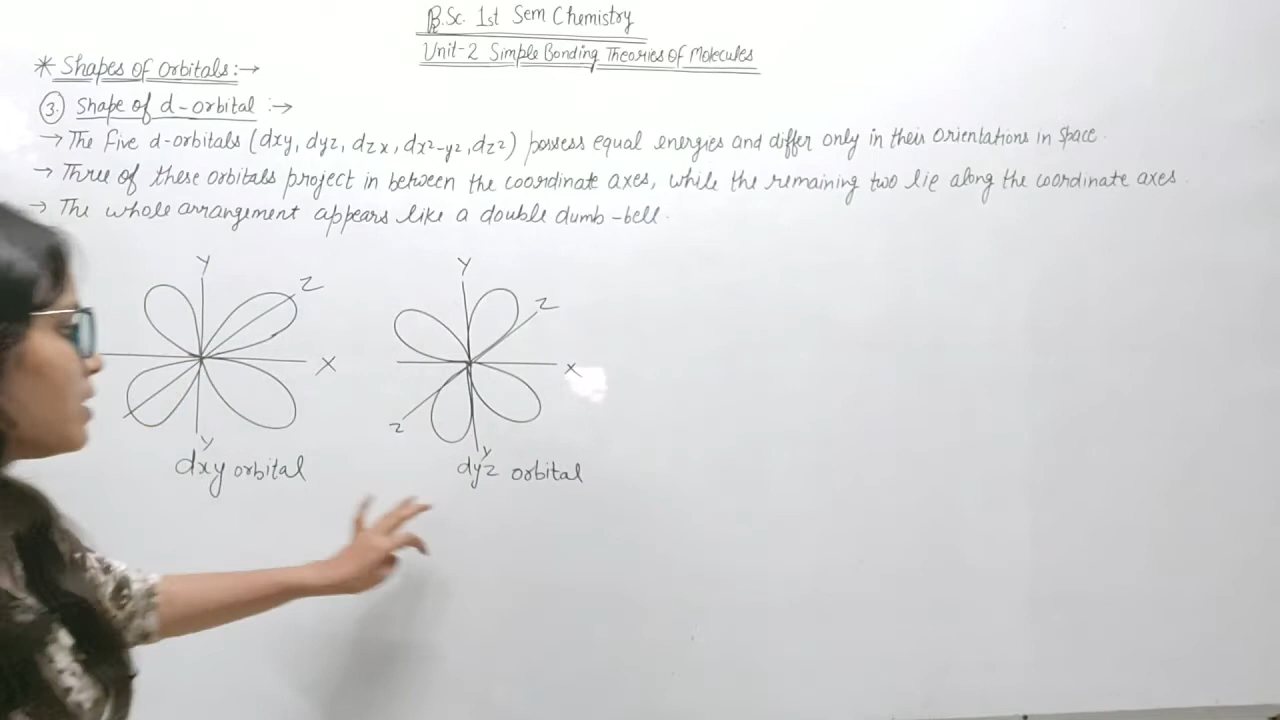 B.Sc. 1st Sem Chemistry
Unit-2 Simple Bonding Theories of Molecules
* Shapes of Orbitals:→
3. Shape of d-orbital :→
→ The five d-orbitals (dxy, dyz, dzx, dx²-y², dz²) possess equal energies and differ only in their orientations in space.
→ Three of these orbitals project in between the coordinate axes, while the remaining two lie along the coordinate axes.
→ The whole arrangement appears like a double dumb-bell.
Y Z X Y
dxy orbital
Y Z X Z Y
dyz orbital